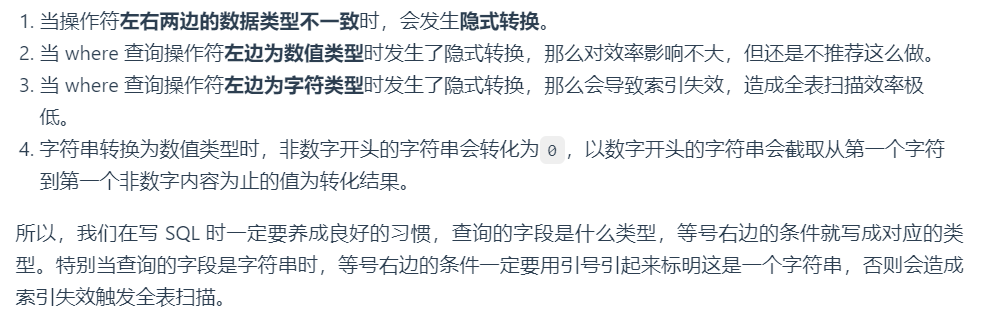 1. 当操作符左右两边的数据类型不一致时，会发生隐式转换。
2. 当 where 查询操作符左边为数值类型时发生了隐式转换，那么对效率影响不大，但还是不推荐这么做。
3. 当 where 查询操作符左边为字符类型时发生了隐式转换，那么会导致索引失效，造成全表扫描效率极
低。
4. 字符串转换为数值类型时，非数字开头的字符串会转化为 0 ，以数字开头的字符串会截取从第一个字符
到第一个非数字内容为止的值为转化结果。
所以，我们在写 SQL 时一定要养成良好的习惯，查询的字段是什么类型，等号右边的条件就写成对应的类
型。特别当查询的字段是字符串时，等号右边的条件一定要用引号引起来标明这是一个字符串，否则会造成
索引失效触发全表扫描。